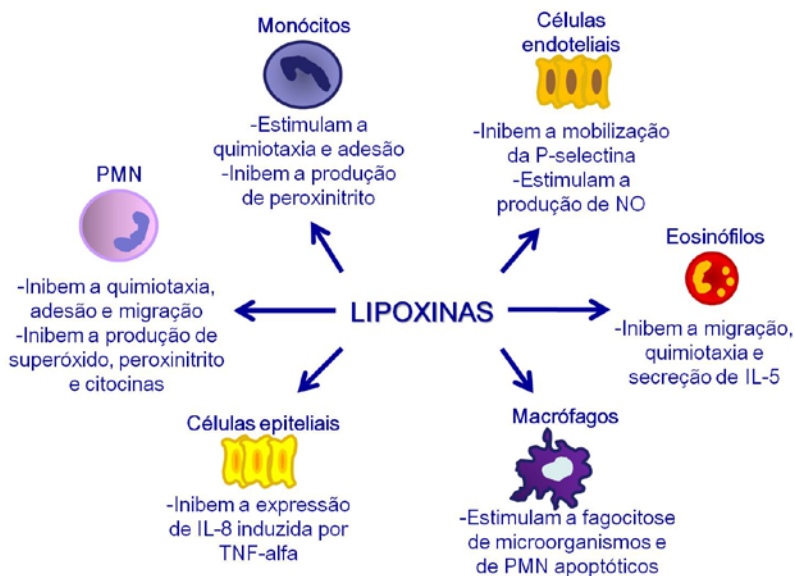 Monócitos
-Estimulam a
quimiotaxia e adesão
-Inibem a produção
de peroxinitrito
Células
endoteliais
-Inibem a mobilização
da P-selectina
-Estimulam a
produção de NO
PMN
-Inibem a quimiotaxia,
adesão e migração
-Inibem a produção de
superóxido, peroxinitrito
e citocinas
LIPOXINAS
Eosinófilos
-Inibem a migração,
quimiotaxia e
secreção de IL-5
Células epiteliais
-Inibem a expressão
de IL-8 induzida por
TNF-alfa
Macrófagos
-Estimulam a fagocitose
de microorganismos e
de PMN apoptóticos